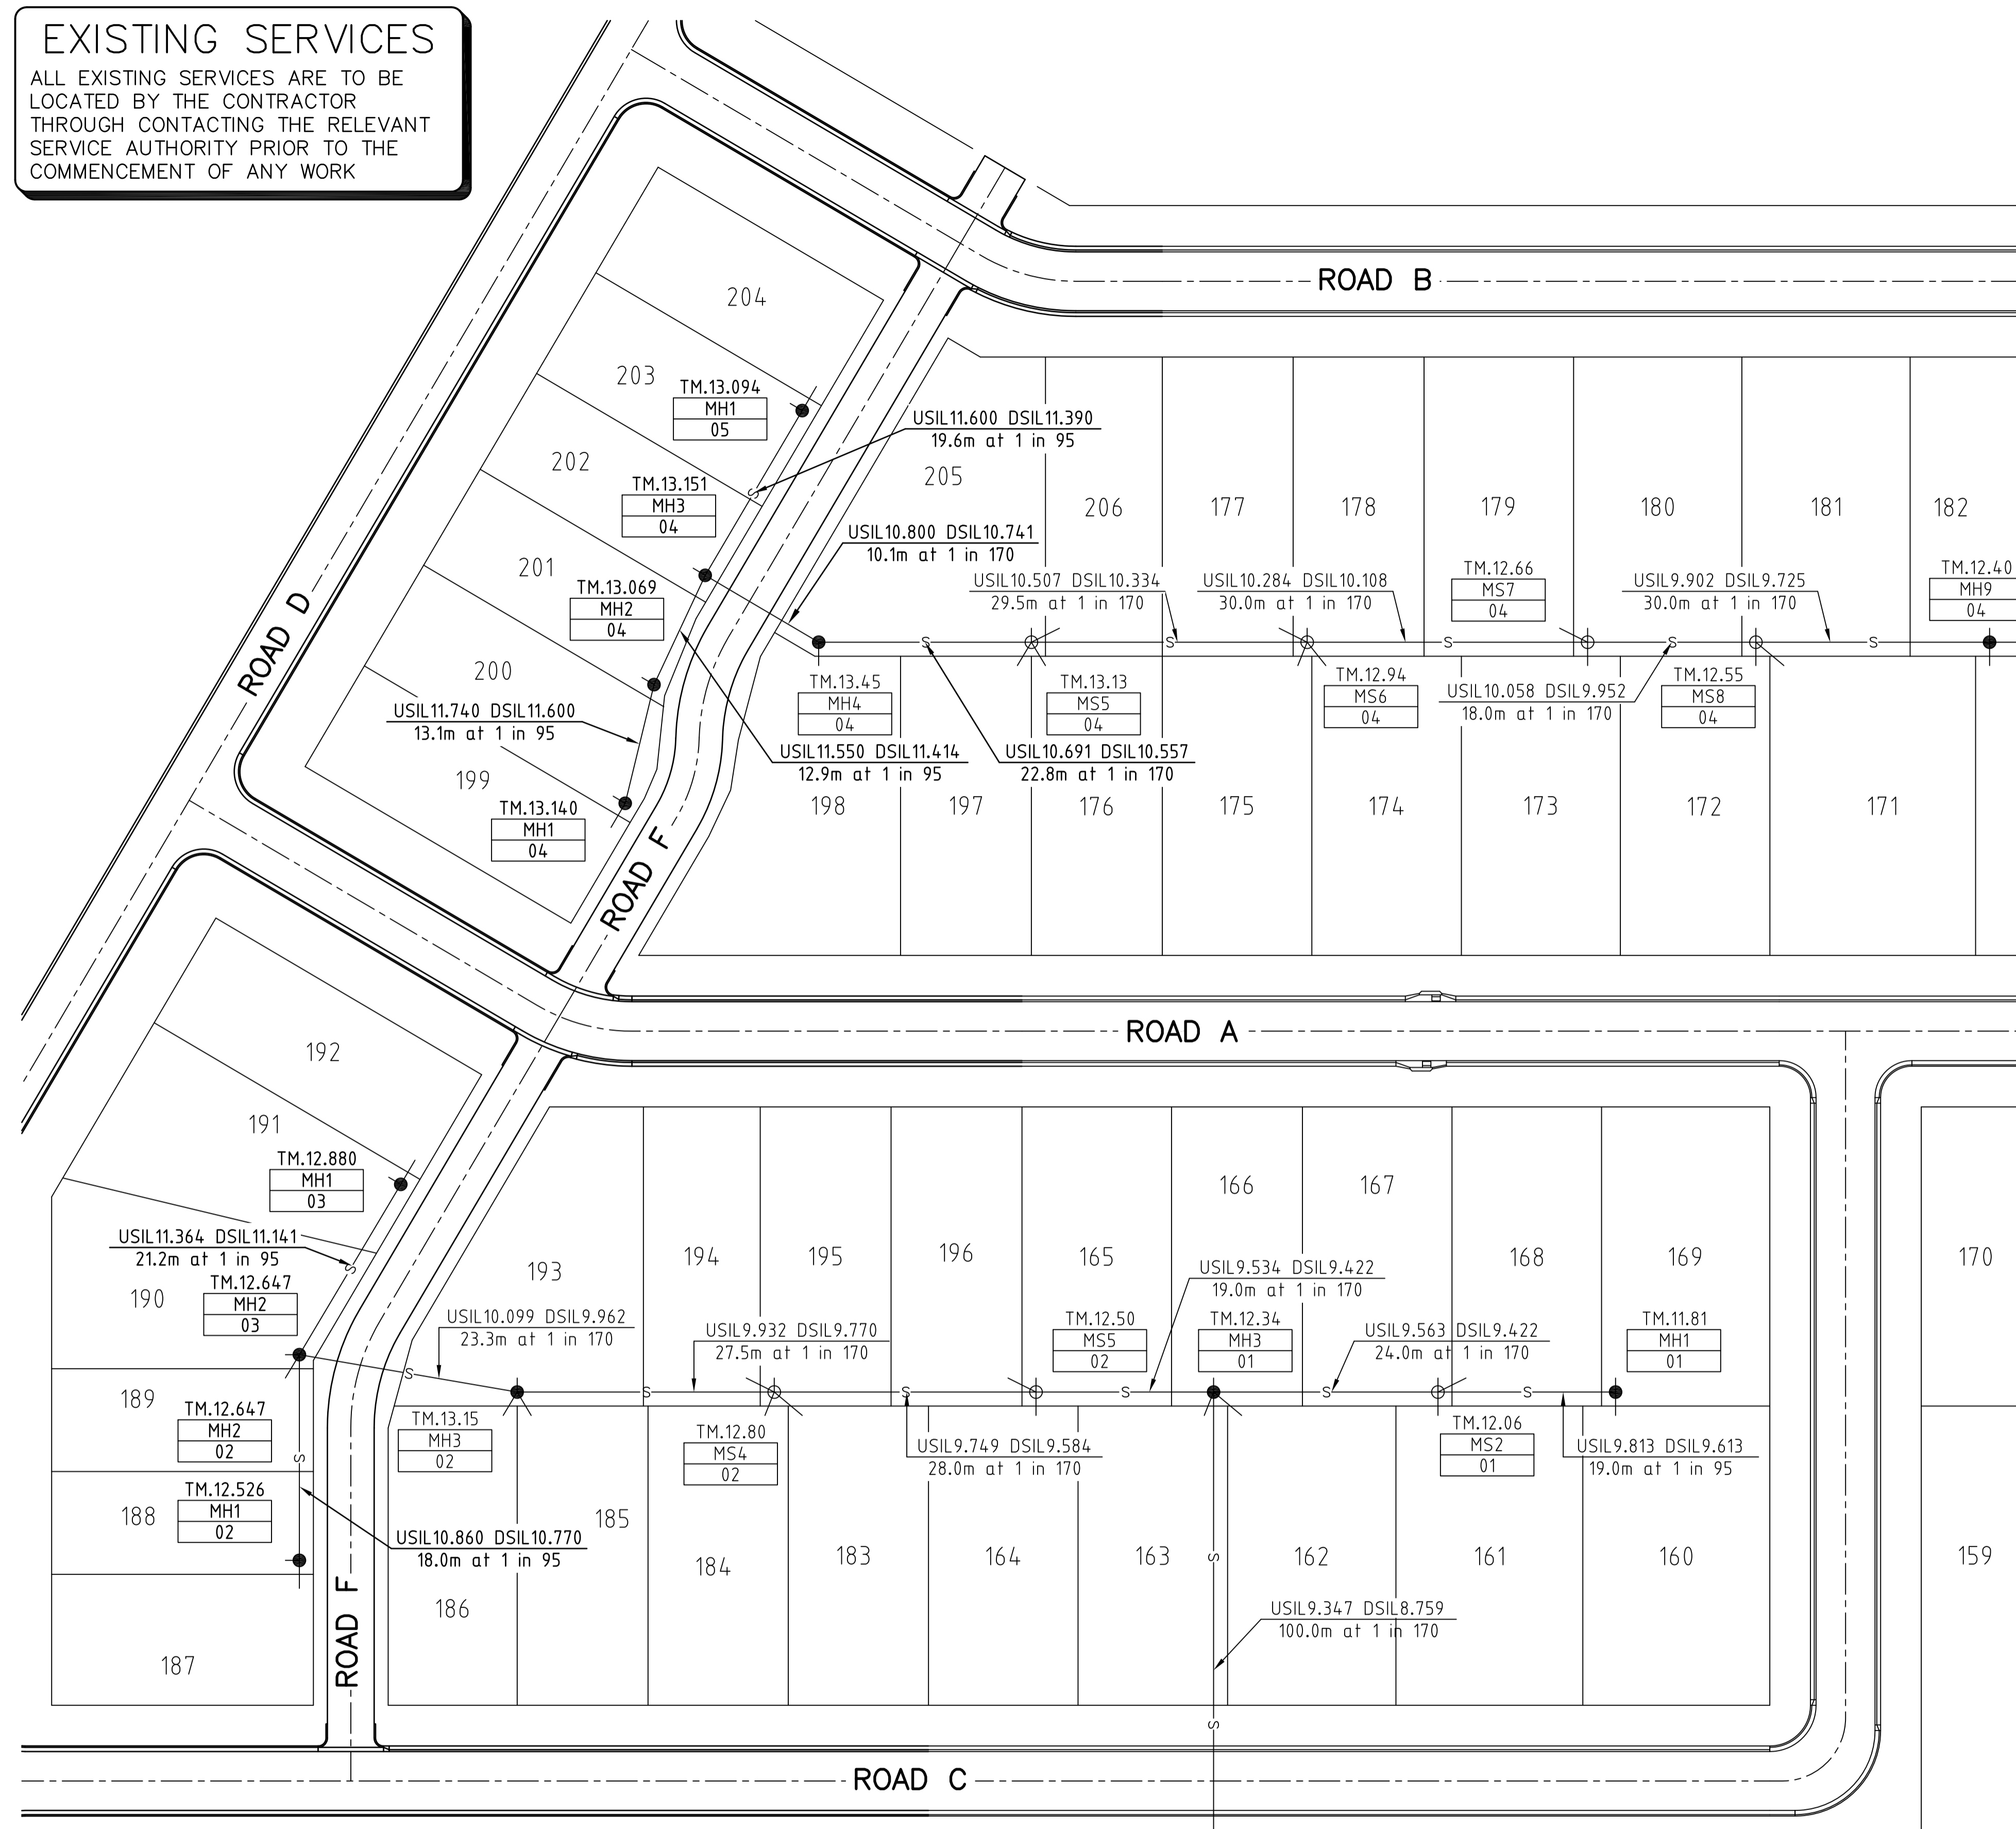 EXISTING SERVICES
ALL EXISTING SERVICES ARE TO BE
LOCATED BY THE CONTRACTOR
THROUGH CONTACTING THE RELEVANT
SERVICE AUTHORITY PRIOR TO THE
COMMENCEMENT OF ANY WORK
ROAD B
204
203
TM.13.094
MH1
05
USIL11.600 DSIL11.390
19.6m at 1 in 95
202
TM.13.151
MH3
04
205
206
177
178
179
180
181
182
USIL10.800 DSIL10.741
10.1m at 1 in 170
201
TM.13.069
MH2
04
USIL10.507 DSIL10.334
29.5m at 1 in 170
USIL10.284 DSIL10.108
30.0m at 1 in 170
TM.12.66
MS7
04
USIL9.902 DSIL9.725
30.0m at 1 in 170
TM.12.40
MH9
04
ROAD D
S
S
S
S
S
S
200
USIL11.740 DSIL11.600
13.1m at 1 in 95
TM.13.45
MH4
04
TM.13.13
MS5
04
TM.12.94
MS6
04
USIL10.058 DSIL9.952
18.0m at 1 in 170
TM.12.55
MS8
04
USIL11.550 DSIL11.414
12.9m at 1 in 95
USIL10.691 DSIL10.557
22.8m at 1 in 170
199
TM.13.140
MH1
04
198
197
176
175
174
173
172
171
ROAD F
ROAD A
192
191
TM.12.880
MH1
03
USIL11.364 DSIL11.141
21.2m at 1 in 95
S
190
TM.12.647
MH2
03
193
194
195
196
165
166
167
168
169
170
USIL10.099 DSIL9.962
23.3m at 1 in 170
USIL9.932 DSIL9.770
27.5m at 1 in 170
TM.12.50
MS5
02
USIL9.534 DSIL9.422
19.0m at 1 in 170
TM.12.34
MH3
01
USIL9.563 DSIL9.422
24.0m at 1 in 170
TM.11.81
MH1
01
S
S
S
S
S
S
189
TM.12.647
MH2
02
TM.13.15
MH3
02
TM.12.80
MS4
02
USIL9.749 DSIL9.584
28.0m at 1 in 170
TM.12.06
MS2
01
USIL9.813 DSIL9.613
19.0m at 1 in 95
S
188
TM.12.526
MH1
02
USIL10.860 DSIL10.770
18.0m at 1 in 95
185
184
183
164
163
S
162
161
160
159
186
USIL9.347 DSIL8.759
100.0m at 1 in 170
187
ROAD F
S
ROAD C